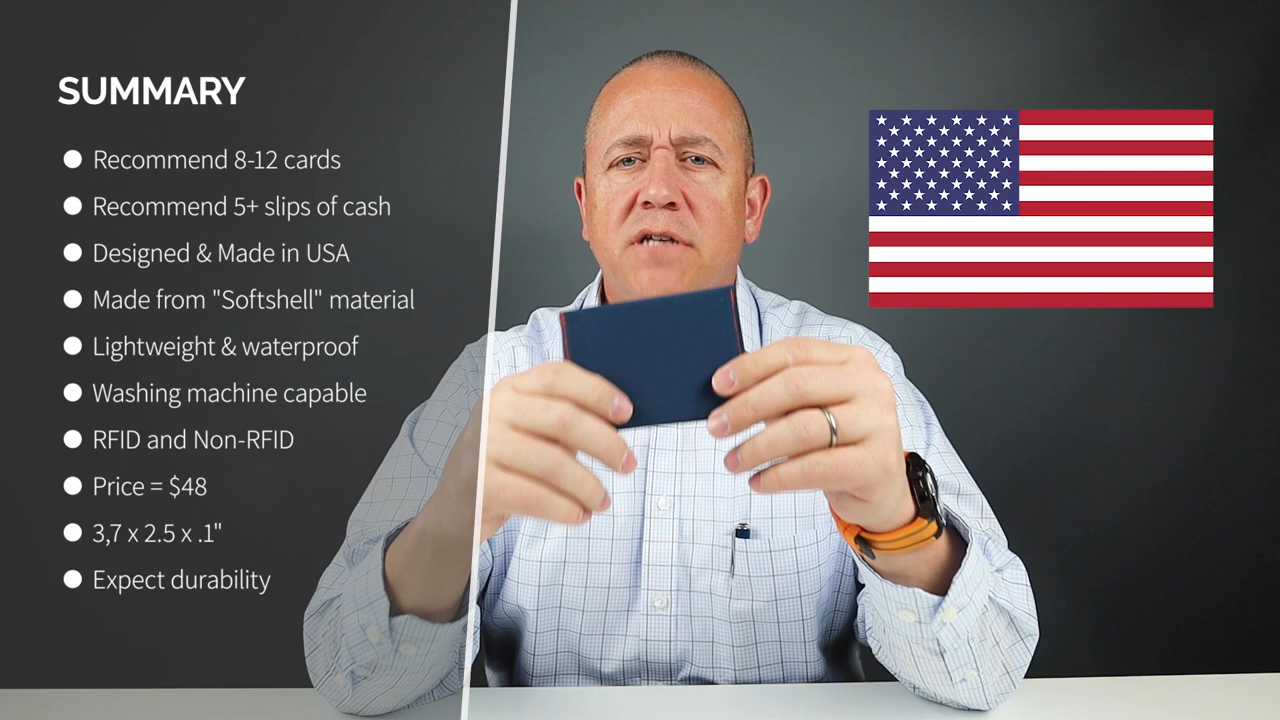 SUMMARY
Recommend 8-12 cards
Recommend 5+ slips of cash
Designed & Made in USA
Made from "Softshell" material
Lightweight & waterproof
Washing machine capable
RFID and Non-RFID
Price = $48
3,7 x 2.5 x .1"
Expect durability